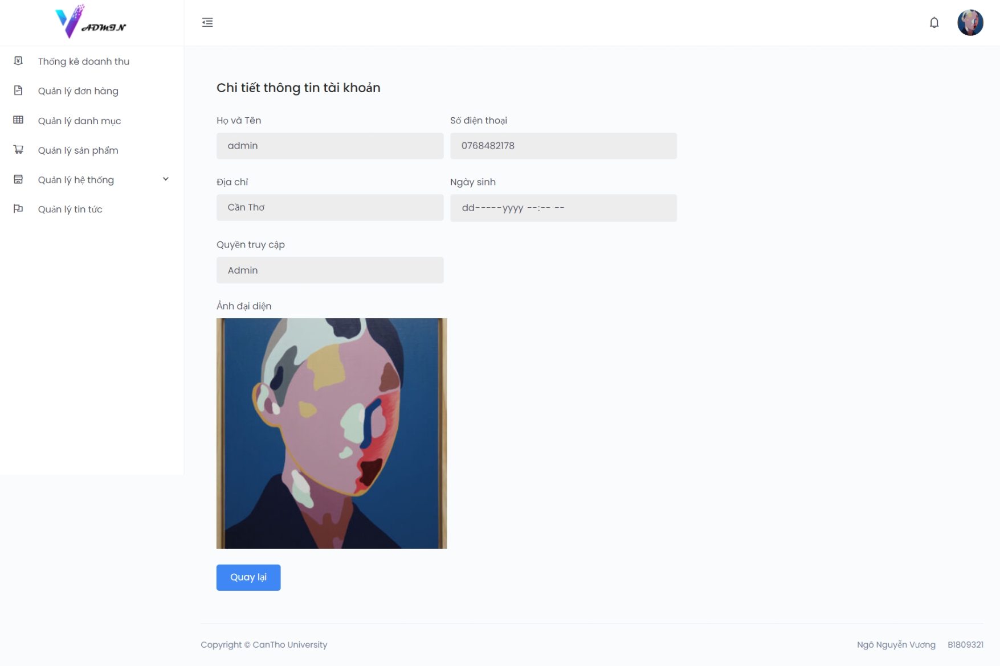 ADMIN
Thống kê doanh thu
Quản lý đơn hàng
Quản lý danh mục
Quản lý sản phẩm
Quản lý hệ thống
Quản lý tin tức
Chi tiết thông tin tài khoản
Họ và Tên
Số điện thoại
admin
0768482178
Địa chỉ
Ngày sinh
Cần Thơ
dd-----yyyy --:-- --
Quyền truy cập
Admin
Ảnh đại diện
Quay lại
Copyright © CanTho University
Ngô Nguyễn Vương B1809321